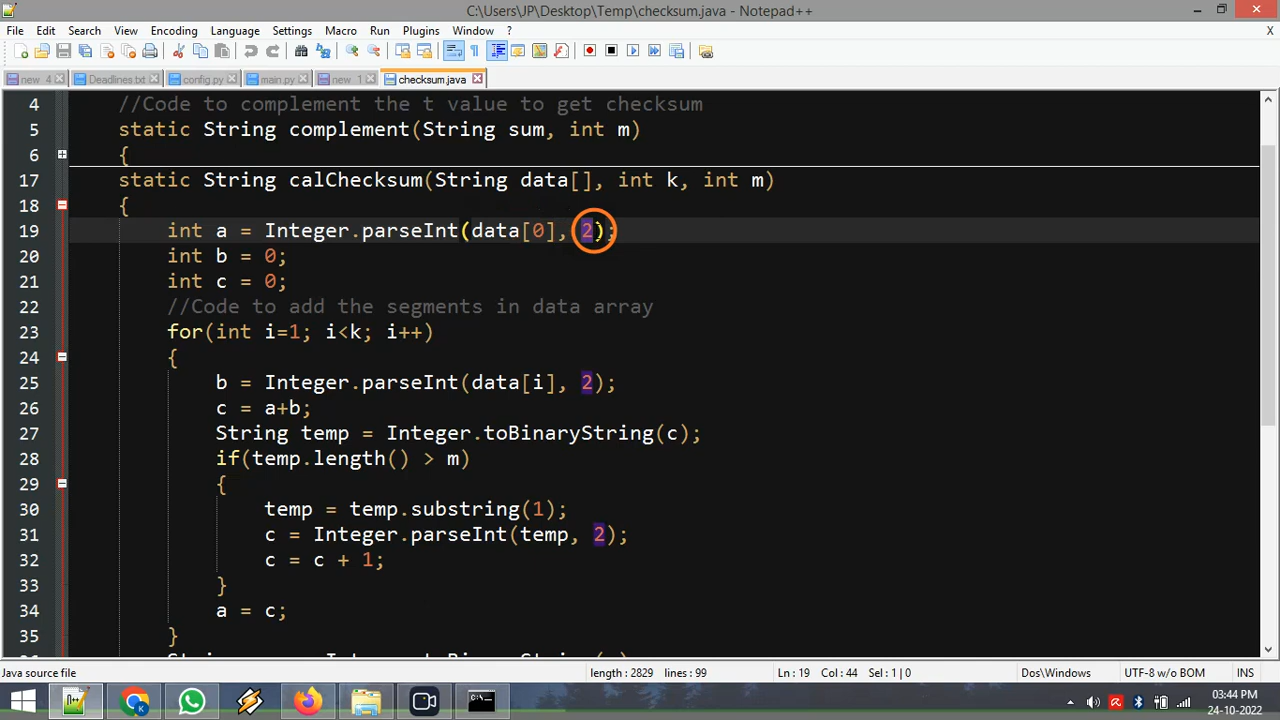 C:\Users\JP\Desktop\Temp\checksum.java - Notepad++
File Edit Search View Encoding Language Settings Macro Run Plugins Window ? X
new 4 Deadlines.txt config.py main.py new 1 checksum.java
4 //Code to complement the t value to get checksum
5 static String complement(String sum, int m)
6 {
17 static String calChecksum(String data[], int k, int m)
18 {
19 int a = Integer.parseInt(data[0], 2);
20 int b = 0;
21 int c = 0;
22 //Code to add the segments in data array
23 for(int i=1; i<k; i++)
24 {
25 b = Integer.parseInt(data[i], 2);
26 c = a+b;
27 String temp = Integer.toBinaryString(c);
28 if(temp.length() > m)
29 {
30 temp = temp.substring(1);
31 c = Integer.parseInt(temp, 2);
32 c = c + 1;
33 }
34 a = c;
35 }
Java source file length : 2829 lines : 99 Ln : 19 Col : 44 Sel : 1 | 0 Dos\Windows UTF-8 w/o BOM INS
03:44 PM
24-10-2022